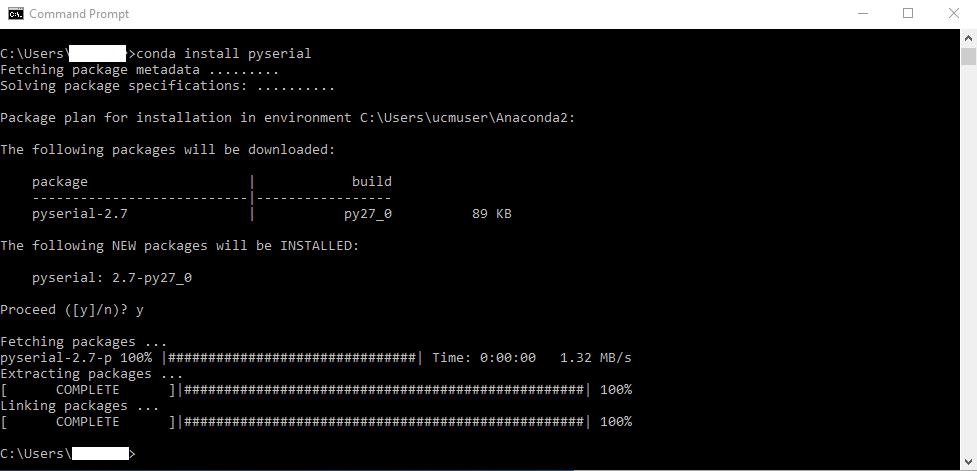 Command Prompt
C:\Users\>conda install pyserial
Fetching package metadata .........
Solving package specifications: ..........
Package plan for installation in environment C:\Users\ucmuser\Anaconda2:
The following packages will be downloaded:
    package                    |            build
    ---------------------------|-----------------
    pyserial-2.7               |           py27_0          89 KB
The following NEW packages will be INSTALLED:
    pyserial: 2.7-py27_0
Proceed ([y]/n)? y
Fetching packages ...
pyserial-2.7-p 100% |###############################| Time: 0:00:00   1.32 MB/s
Extracting packages ...
[      COMPLETE      ]|##################################################| 100%
Linking packages ...
[      COMPLETE      ]|##################################################| 100%
C:\Users\>